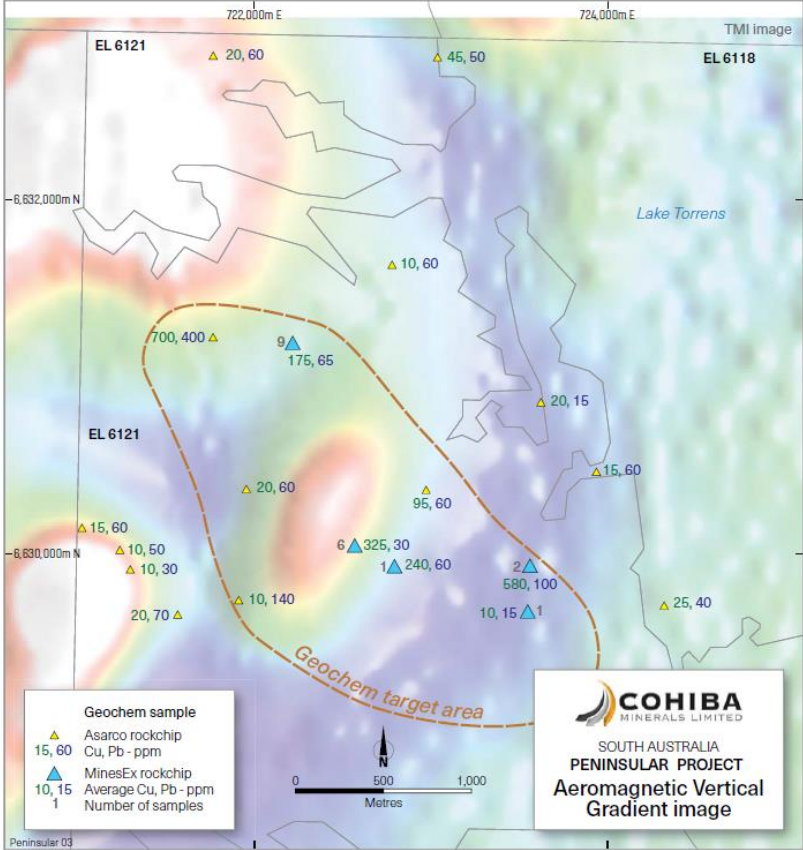 722,000m E
724,000m E
TMI image
EL 6121
20, 60
45, 50
EL 6118
6,632,000m N
Lake Torrens
10, 60
700, 400
9
175, 65
20, 15
EL 6121
15, 60
20, 60
95, 60
15, 60
10, 50
6,630,000m N
6
325, 30
10, 30
1
240, 60
2
580, 100
10, 140
20, 70
10, 15
1
25, 40
Geochem target area
Geochem sample
Asarco rockchip
15, 60
Cu, Pb - ppm
MinesEx rockchip
10, 15
Average Cu, Pb - ppm
1
Number of samples
N
0
500
1,000
Metres
COHIBA
MINERALS LIMITED
SOUTH AUSTRALIA
PENINSULAR PROJECT
Aeromagnetic Vertical
Gradient image
Peninsular 03